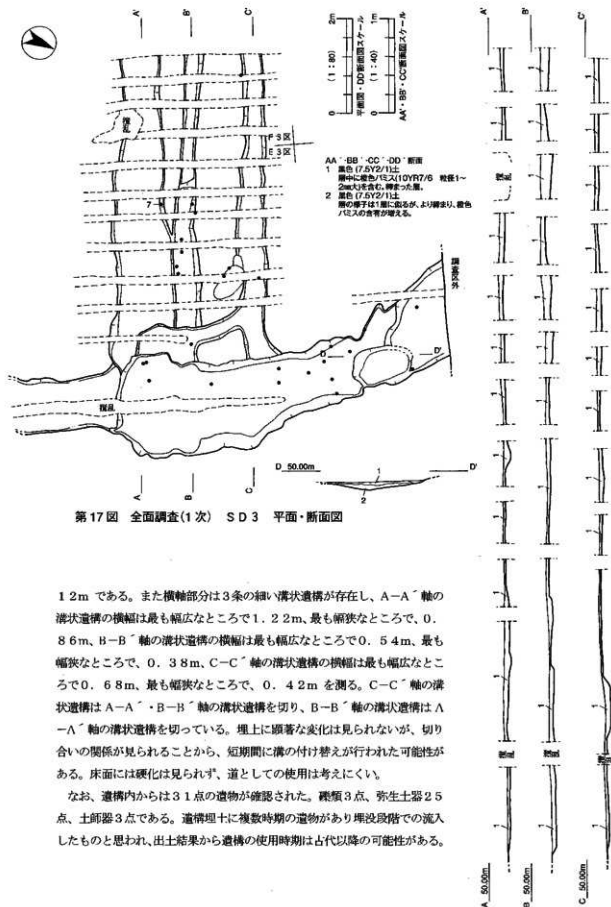 A'
B'
C'
2m
0
(1:80)
平面図・DD'断面図スケール
1m
0
(1:40)
AA'・BB'・CC'断面図スケール
A'
B'
C'
攪乱
F3区
E3区
7
AA'・BB'・CC'・DD'断面
1 黒色(7.5Y2/1)土
層中に橙色パミス(10YR7/6 粒径1~
2mm大)を含む。締まった層。
2 黒色(7.5Y2/1)土
層の様子は1層に似るが、より締まり、橙色
パミスの含有が増える。
調査区外
D
D'
攪乱
A
B
C
D 50.00m
D'
1
2
第17図 全面調査(1次) SD3 平面・断面図
12mである。また横軸部分は3条の細い溝状遺構が存在し、A-A´軸の
溝状遺構の横幅は最も幅広なところで1.22m、最も幅狭なところで、0.
86m、B-B´軸の溝状遺構の横幅は最も幅広なところで0.54m、最も
幅狭なところで、0.38m、C-C´軸の溝状遺構の横幅は最も幅広なとこ
ろで0.68m、最も幅狭なところで、0.42mを測る。C-C´軸の溝
状遺構はA-A´・B-B´軸の溝状遺構を切り、B-B´軸の溝状遺構はA
-A´軸の溝状遺構を切っている。埋土に顕著な変化は見られないが、切り
合いの関係が見られることから、短期間に溝の付け替えが行われた可能性が
ある。床面には硬化は見られず、道としての使用は考えにくい。
なお、遺構内からは31点の遺物が確認された。礫類3点、弥生土器25
点、土師器3点である。遺構埋土に複数時期の遺物があり埋没段階での流入
したものと思われ、出土結果から遺構の使用時期は古代以降の可能性がある。
攪乱
攪乱
攪乱
攪乱
A 50.00m
B 50.00m
C 50.00m